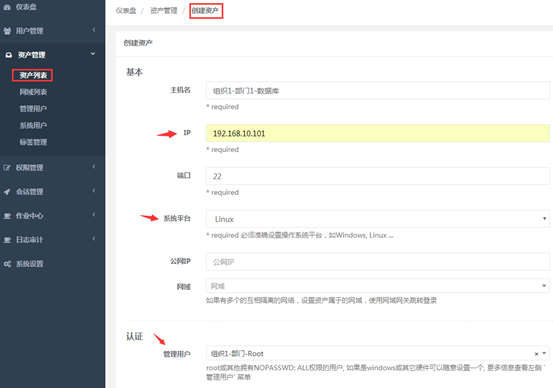 仪表盘
用户管理
资产管理
资产列表
网域列表
管理用户
系统用户
标签管理
权限管理
会话管理
作业中心
日志审计
系统设置
仪表盘 / 资产管理 / 创建资产
创建资产
基本
主机名 组织1-部门1-数据库
* required
IP 192.168.10.101
* required
端口 22
* required
系统平台 Linux
* required 必须准确设置操作系统平台，如Windows, Linux ...
公网IP 公网IP
网域 网域
如果有多个的互相隔离的网络，设置资产属于的网域，使用网域网关跳转登录
认证
管理用户 组织1-部门-Root
root或其他拥有NOPASSWD: ALL权限的用户, 如果是windows或其它硬件可以随意设置一个, 更多信息查看左侧 `
管理用户` 菜单